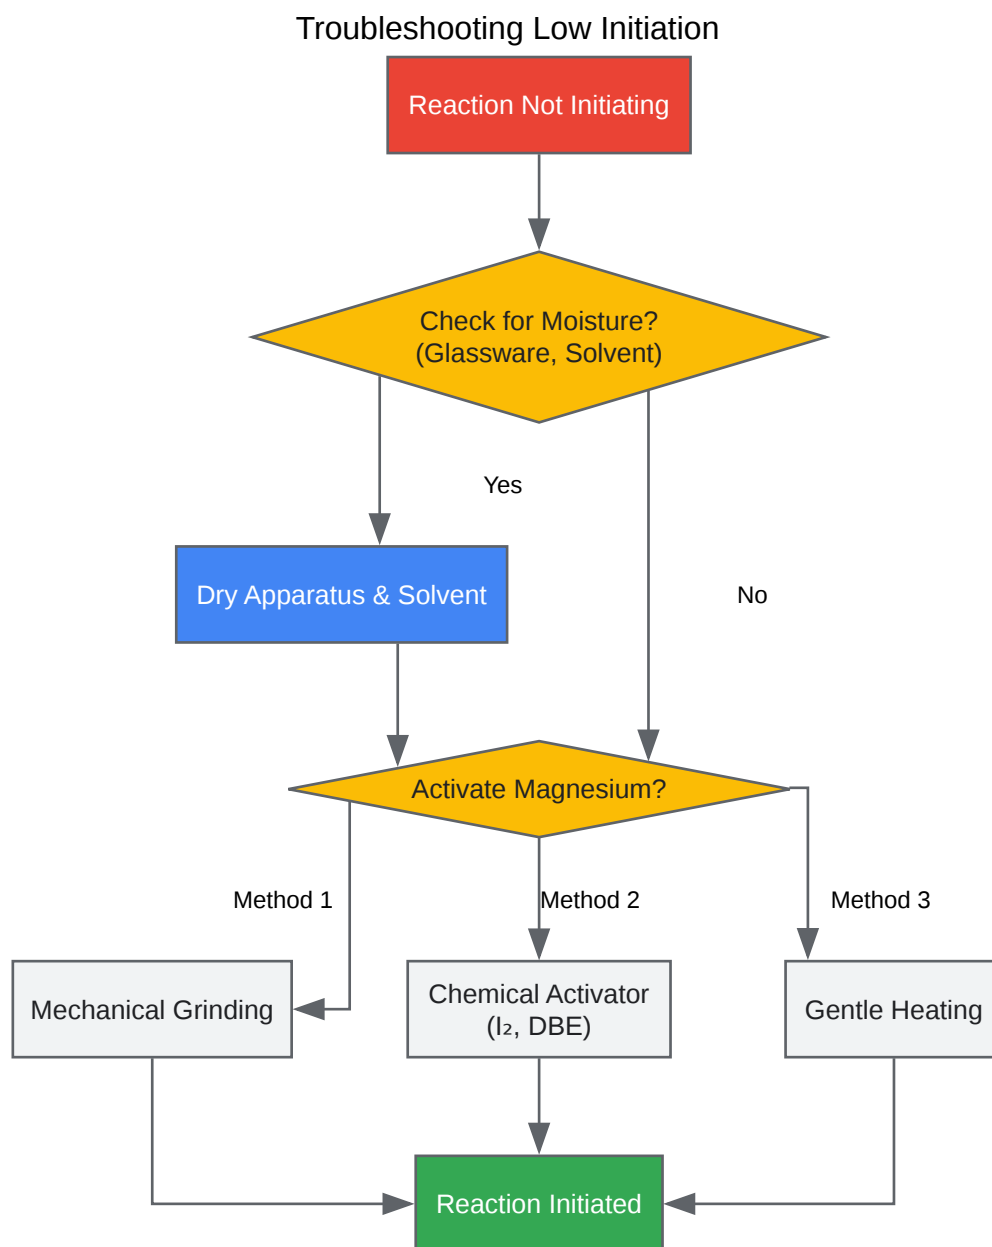 Troubleshooting Low Initiation
Reaction Not Initiating
Check for Moisture?
(Glassware, Solvent)
Yes
Dry Apparatus & Solvent
No
Activate Magnesium?
Method 1
Method 2
Method 3
Mechanical Grinding
Chemical Activator
(I₂, DBE)
Gentle Heating
Reaction Initiated